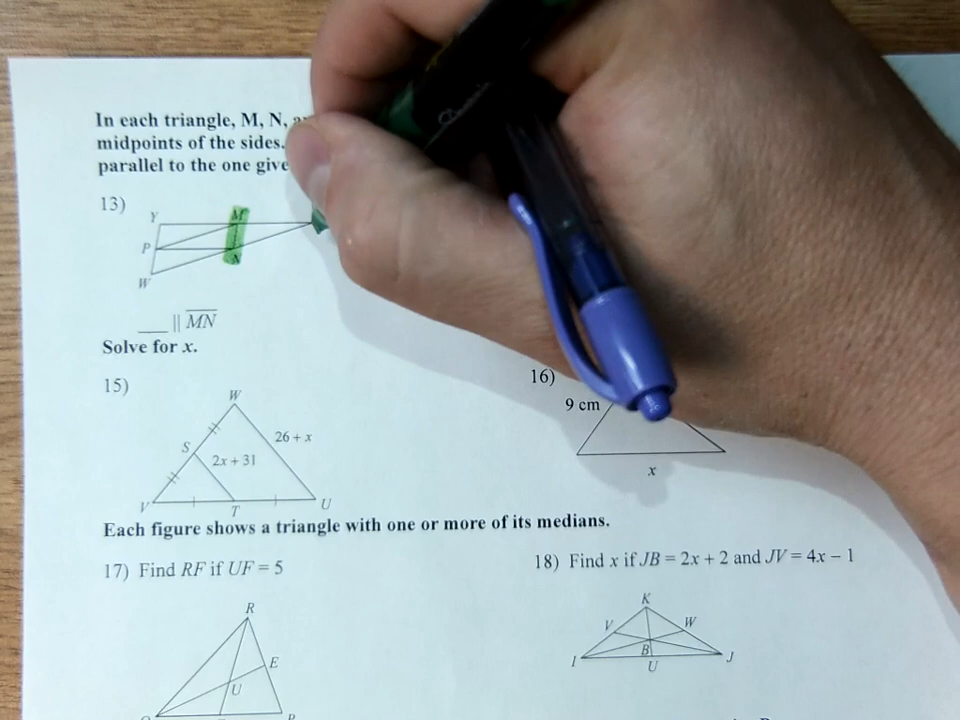 In each triangle, M, N,
midpoints of the sides.
parallel to the one give
13)
Y
M
P
N
W
___ || MN
Solve for x.
15)
W
S
26 + x
2x + 31
V
T
U
16)
9 cm
x
Each figure shows a triangle with one or more of its medians.
17) Find RF if UF = 5
R
E
U
18) Find x if JB = 2x + 2 and JV = 4x − 1
K
V
W
B
I
U
J